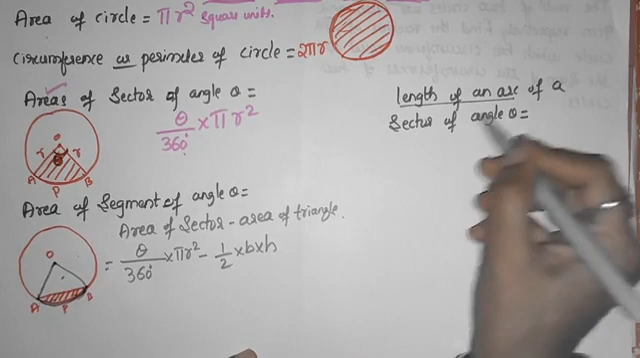 Area of circle = πr² Square units.
Circumference or perimeter of circle = 2πr
Areas of Sector of angle θ =
θ/360° × πr²
O
r θ r
A P B
Area of Segment of angle θ =
Area of Sector - area of triangle.
= θ/360° × πr² - 1/2 × b × h
O
A P B
length of an arc of a
Sector of angle θ =